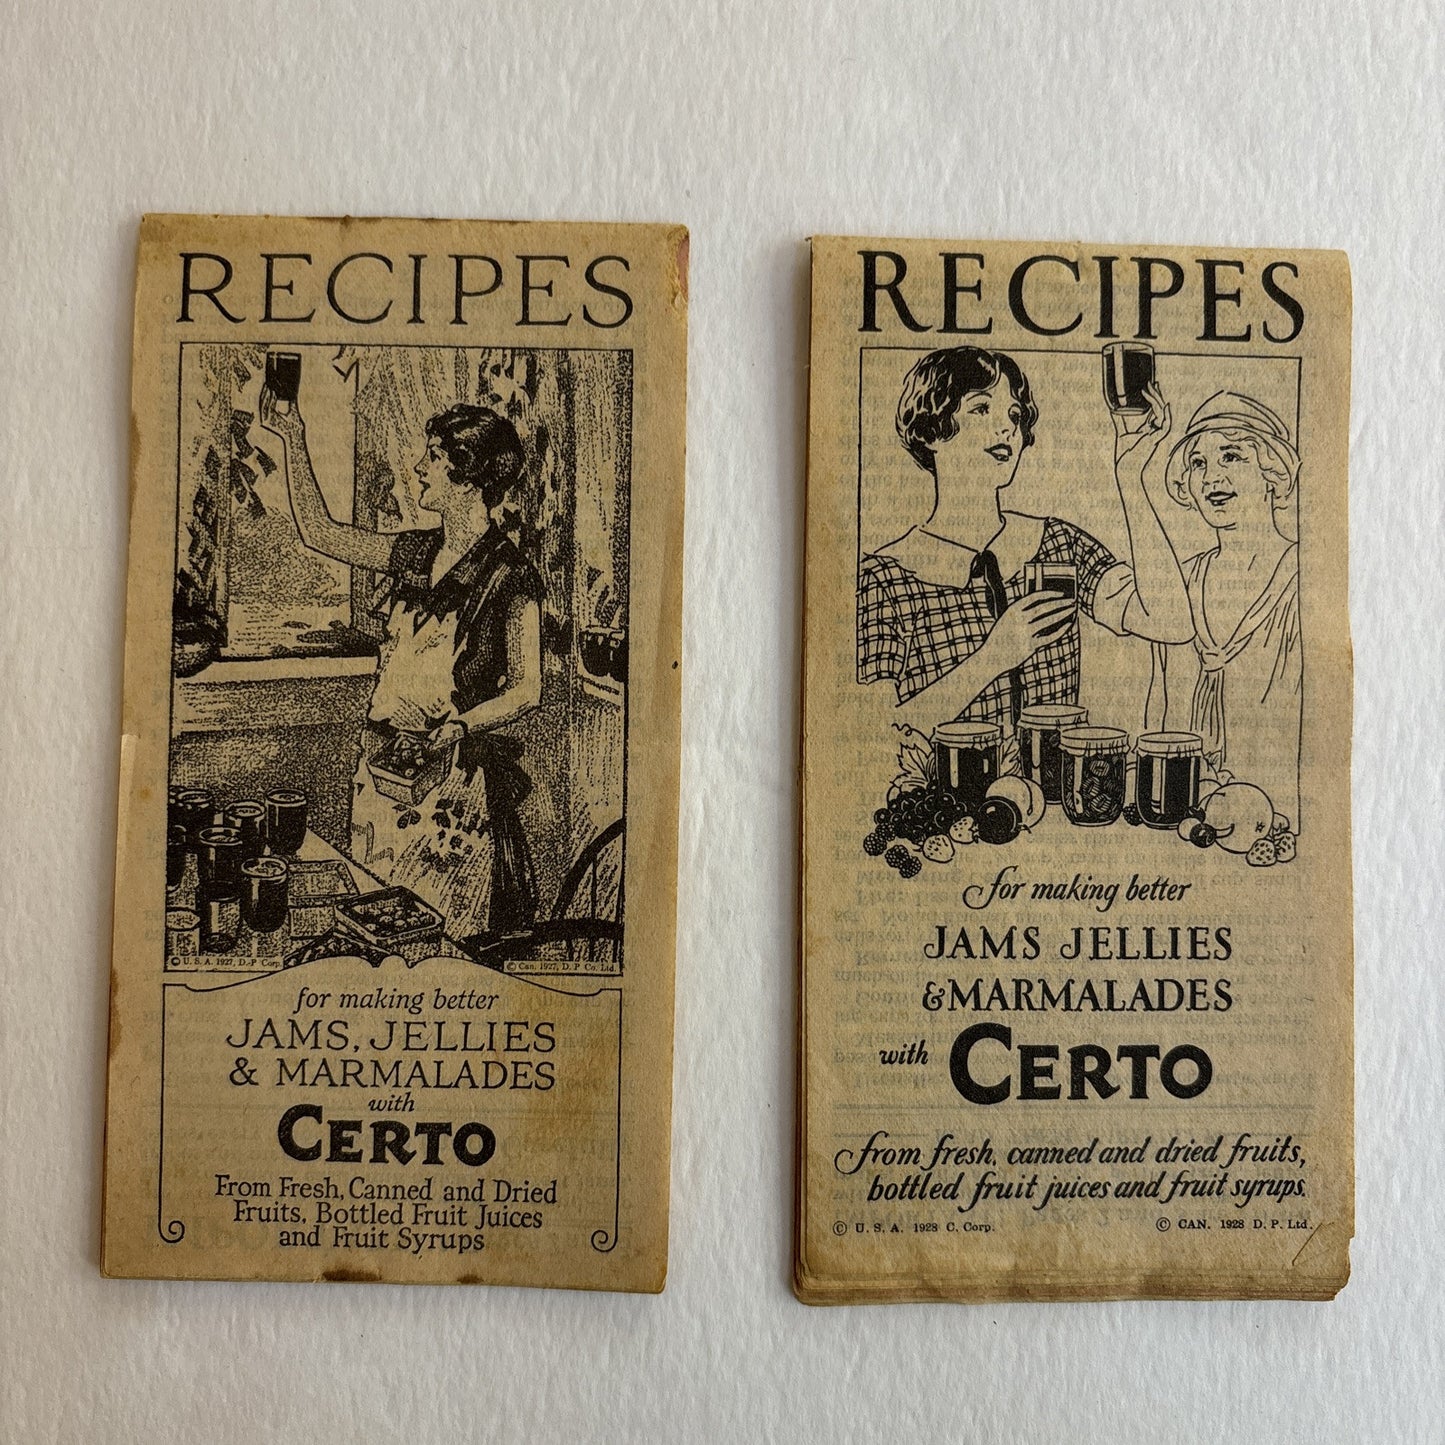 RECIPES
© U. S. A. 1927, D.-P Corp.
© Can. 1927, D. P Co. Ltd.
for making better
JAMS, JELLIES
& MARMALADES
with
CERTO
From Fresh, Canned and Dried
Fruits, Bottled Fruit Juices
and Fruit Syrups
RECIPES
for making better
JAMS JELLIES
& MARMALADES
with CERTO
from fresh, canned and dried fruits,
bottled fruit juices and fruit syrups.
© U. S. A. 1928 C. Corp. © CAN. 1928 D. P. Ltd.